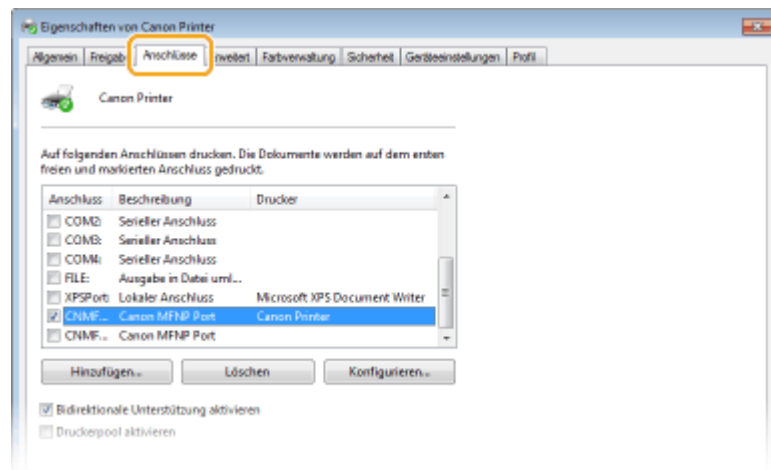 Eigenschaften von Canon Printer
Allgemein Freigabe Anschlüsse Erweitert Farbverwaltung Sicherheit Geräteeinstellungen Profil
Canon Printer
Auf folgenden Anschlüssen drucken. Die Dokumente werden auf dem ersten
freien und markierten Anschluss gedruckt.
Anschluss Beschreibung Drucker
COM2: Serieller Anschluss
COM3: Serieller Anschluss
COM4: Serieller Anschluss
FILE: Ausgabe in Datei uml...
XPSPort: Lokaler Anschluss Microsoft XPS Document Writer
CNMF... Canon MFNP Port Canon Printer
CNMF... Canon MFNP Port
Hinzufügen... Löschen Konfigurieren...
Bidirektionale Unterstützung aktivieren
Druckerpool aktivieren